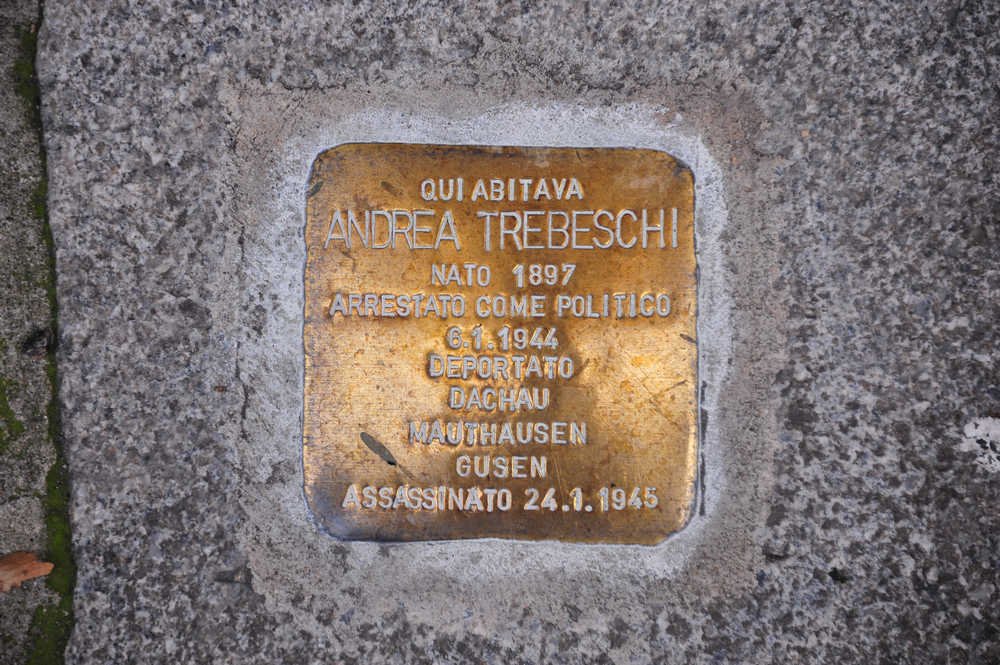 QUI ABITAVA
ANDREA TREBESCHI
NATO 1897
ARRESTATO COME POLITICO
6.1.1944
DEPORTATO
DACHAU
MAUTHAUSEN
GUSEN
ASSASSINATO 24.1.1945